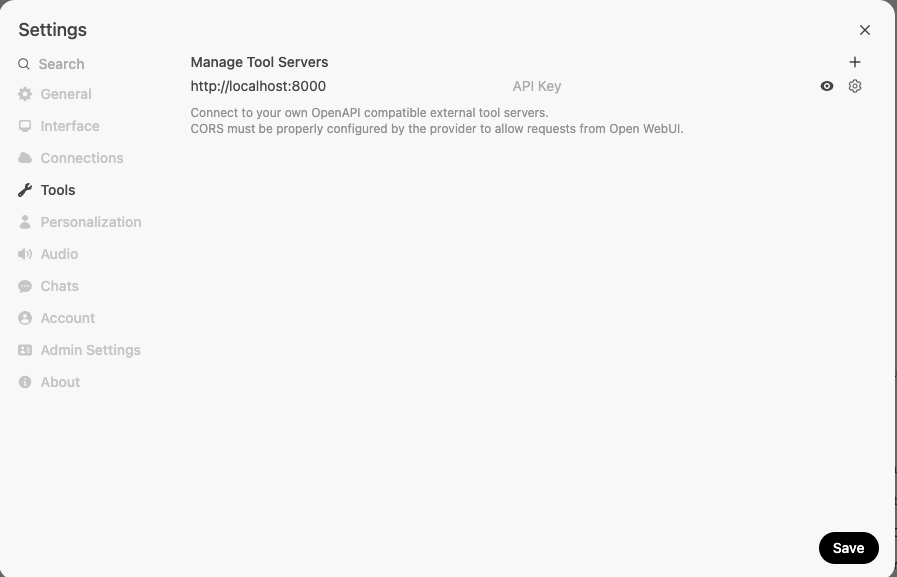 Settings
Search
General
Interface
Connections
Tools
Personalization
Audio
Chats
Account
Admin Settings
About
Manage Tool Servers
http://localhost:8000 API Key
Connect to your own OpenAPI compatible external tool servers.
CORS must be properly configured by the provider to allow requests from Open WebUI.
Save